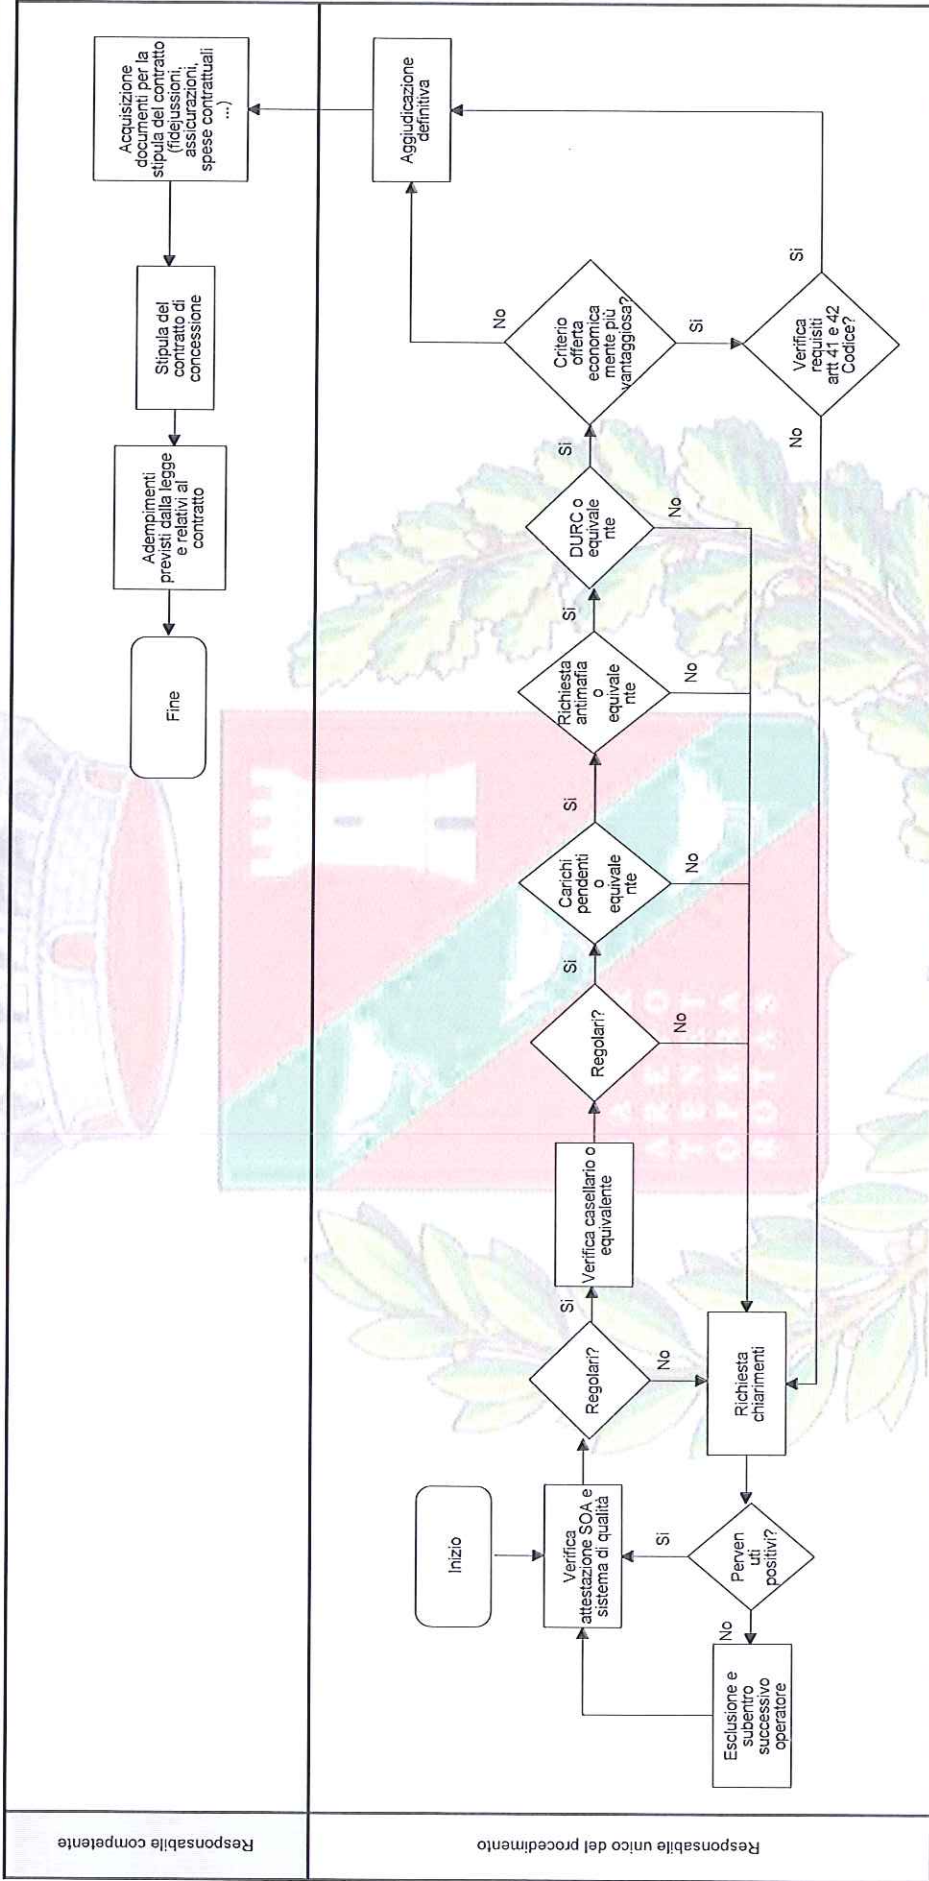 Responsabile competente
Acquisizione
documenti per la
stipula del contratto
(fidejussioni,
assicurazioni,
spese contrattuali
...)
Stipula del
contratto di
concessione
Adempimenti
previsti dalla legge
e relativi al
contratto
Fine
Responsabile unico del procedimento
Inizio
Verifica
attestazione SOA e
sistema di qualità
Regolari?
Si
No
Verifica casellario o
equivalente
Regolari?
Si
No
Carichi
pendenti
o
equivale
nte
Si
No
Richiesta
antimafia
o
equivale
nte
Si
No
DURC o
equivale
nte
Si
No
Criterio
offerta
economica
mente più
vantaggiosa?
No
Si
Aggiudicazione
definitiva
Verifica
requisiti
artt 41 e 42
Codice?
Si
No
Richiesta
chiarimenti
Perven
uti
positivi?
Si
No
Esclusione e
subentro
successivo
operatore